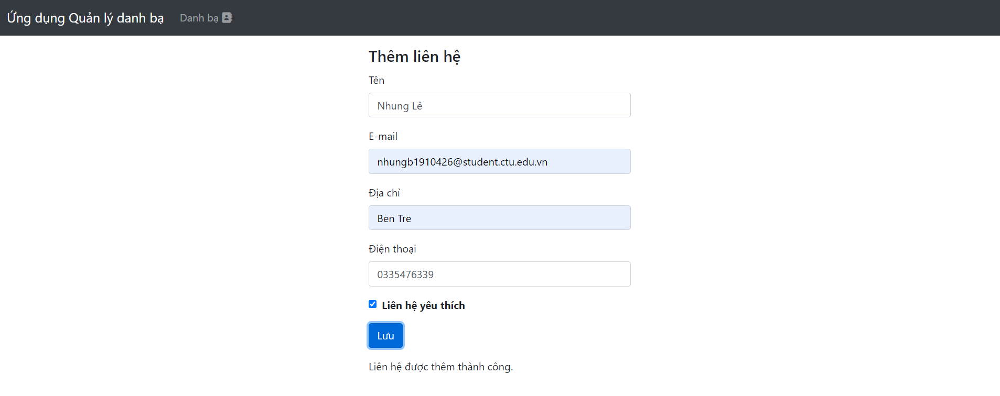 Ứng dụng Quản lý danh bạ Danh bạ
Thêm liên hệ
Tên
Nhung Lê
E-mail
nhungb1910426@student.ctu.edu.vn
Địa chỉ
Ben Tre
Điện thoại
0335476339
Liên hệ yêu thích
Lưu
Liên hệ được thêm thành công.